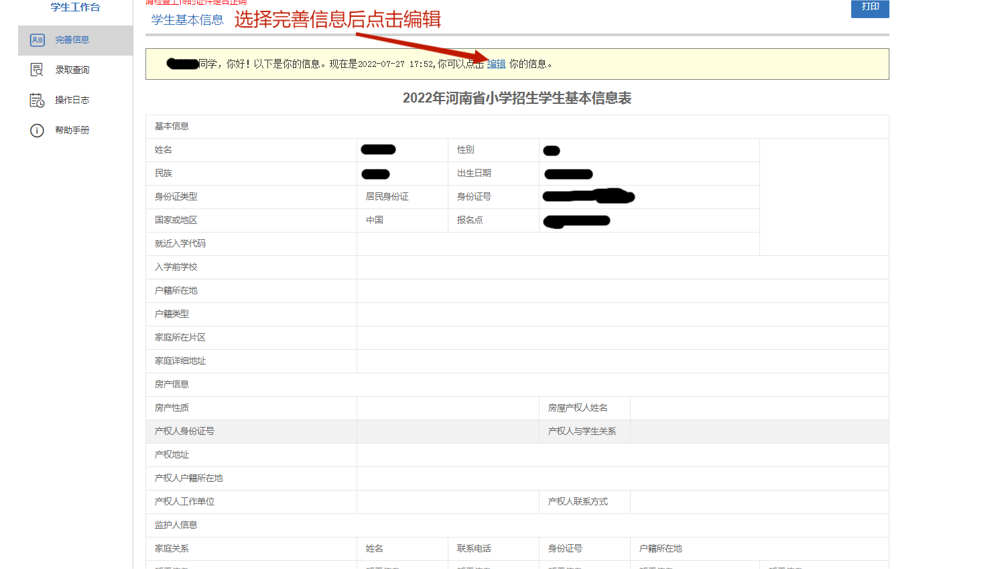 请检查上传的证件是否正确
学生工作台
打印
学生基本信息
选择完善信息后点击编辑
完善信息
录取查询
操作日志
帮助手册
同学，你好！以下是你的信息。现在是2022-07-27 17:52,你可以点击 编辑 你的信息。
2022年河南省小学招生学生基本信息表
基本信息
姓名 性别
民族 出生日期
身份证类型 居民身份证 身份证号
国家或地区 中国 报名点
就近入学代码
入学前学校
户籍所在地
户籍类型
家庭所在片区
家庭详细地址
房产信息
房产性质 房屋产权人姓名
产权人身份证号 产权人与学生关系
产权地址
产权人户籍所在地
产权人工作单位 产权人联系方式
监护人信息
家庭关系 姓名 联系电话 身份证号 户籍所在地